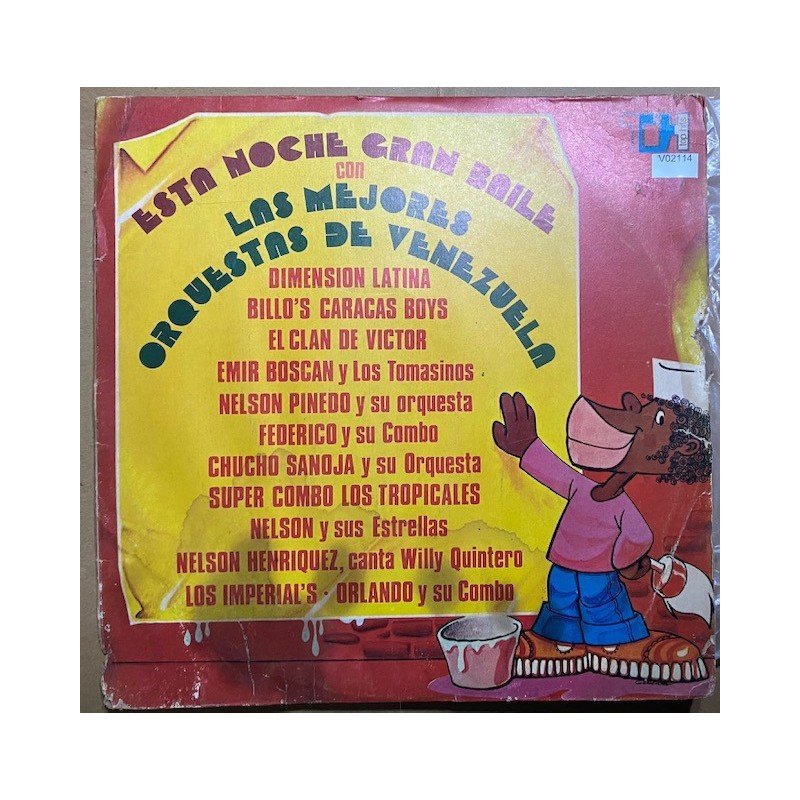 ESTA NOCHE GRAN BAILE
con
LAS MEJORES
ORQUESTAS DE VENEZUELA
DIMENSION LATINA
BILLO'S CARACAS BOYS
EL CLAN DE VICTOR
EMIR BOSCAN y Los Tomasinos
NELSON PINEDO y su orquesta
FEDERICO y su Combo
CHUCHO SANOJA y su Orquesta
SUPER COMBO LOS TROPICALES
NELSON y sus Estrellas
NELSON HENRIQUEZ, canta Willy Quintero
LOS IMPERIAL'S · ORLANDO y su Combo
top hits
V02114